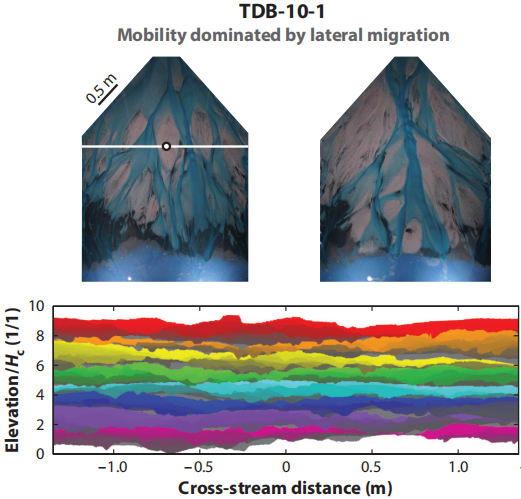 TDB-10-1
Mobility dominated by lateral migration
0.5 m
10
8
6
4
2
0
Elevation/Hc (1/1)
−1.0
−0.5
0
0.5
1.0
Cross-stream distance (m)